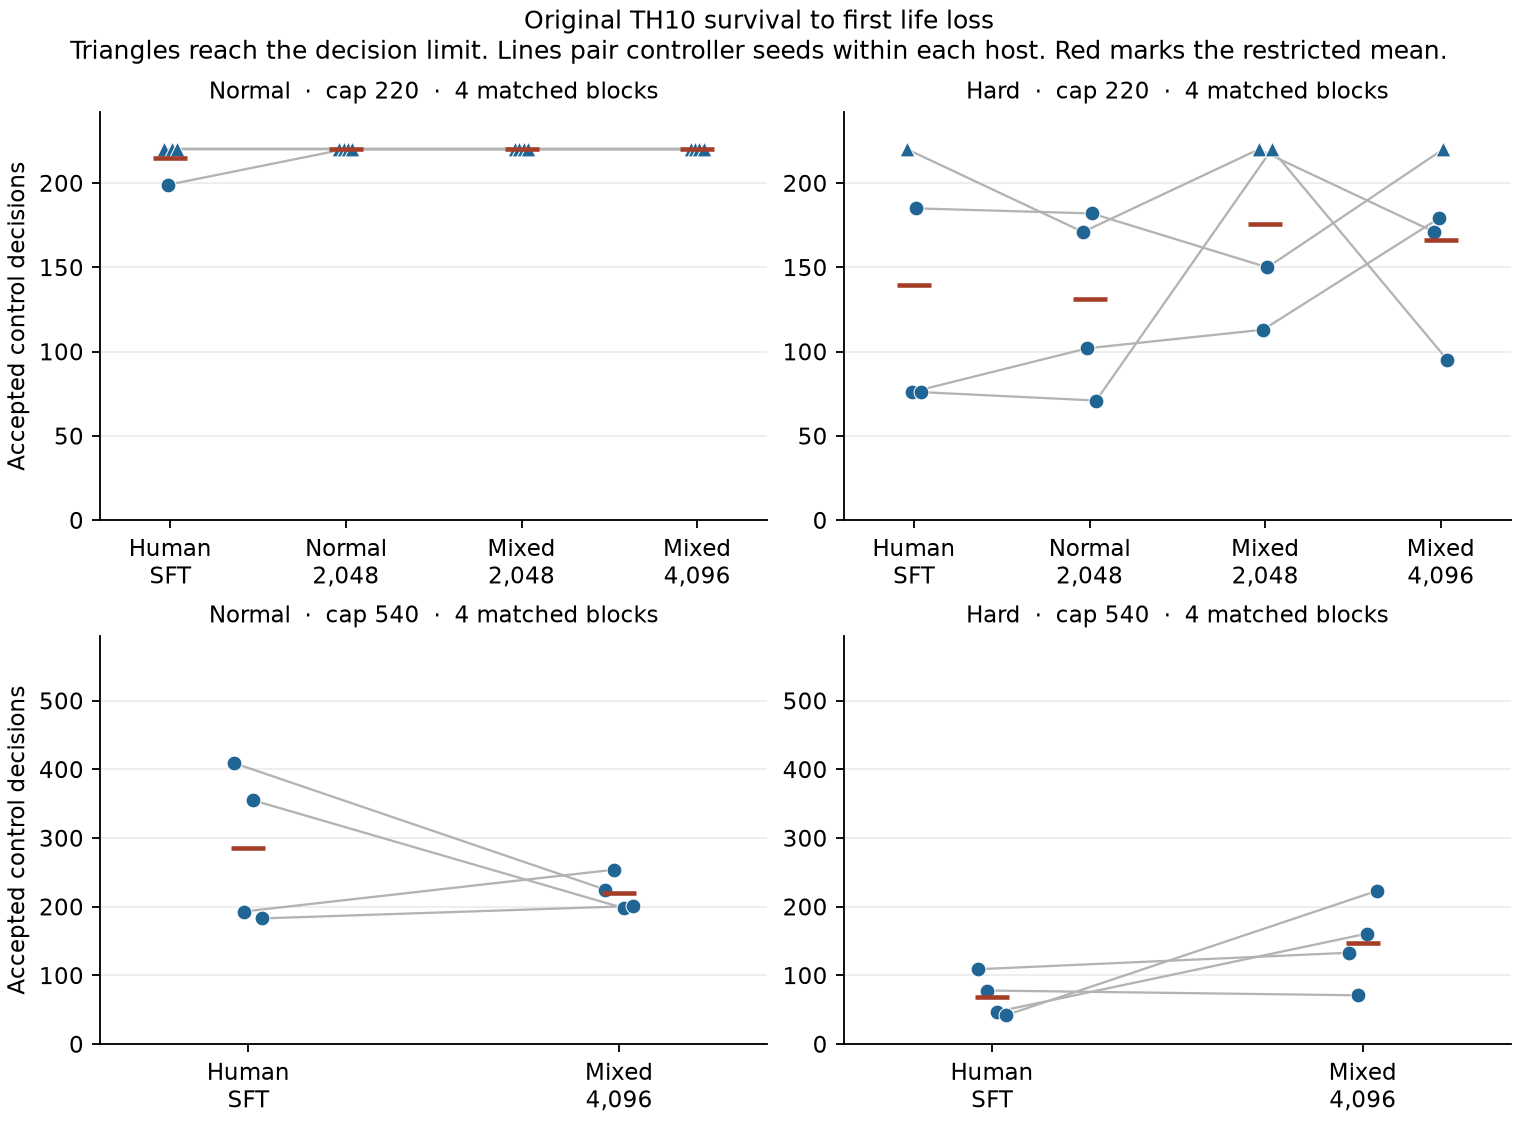 Original TH10 survival to first life loss
Triangles reach the decision limit. Lines pair controller seeds within each host. Red marks the restricted mean.
Normal · cap 220 · 4 matched blocks
Accepted control decisions
200
150
100
50
0
Human
SFT
Normal
2,048
Mixed
2,048
Mixed
4,096
Hard · cap 220 · 4 matched blocks
200
150
100
50
0
Human
SFT
Normal
2,048
Mixed
2,048
Mixed
4,096
Normal · cap 540 · 4 matched blocks
Accepted control decisions
500
400
300
200
100
0
Human
SFT
Mixed
4,096
Hard · cap 540 · 4 matched blocks
500
400
300
200
100
0
Human
SFT
Mixed
4,096